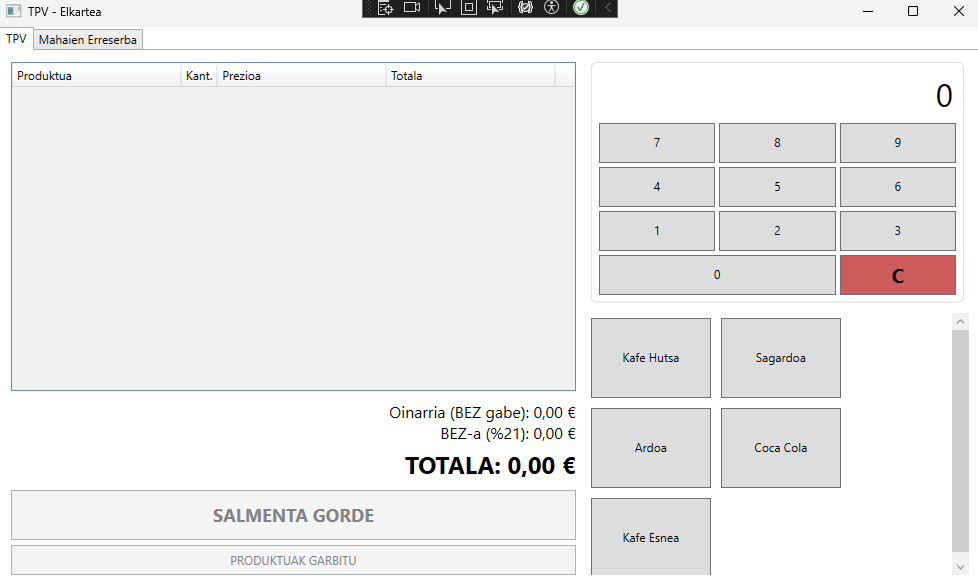 TPV - Elkartea
TPV Mahaien Erreserba
Produktua Kant. Prezioa Totala
0
7 8 9
4 5 6
1 2 3
0 C
Kafe Hutsa Sagardoa
Ardoa Coca Cola
Kafe Esnea
Oinarria (BEZ gabe): 0,00 €
BEZ-a (%21): 0,00 €
TOTALA: 0,00 €
SALMENTA GORDE
PRODUKTUAK GARBITU